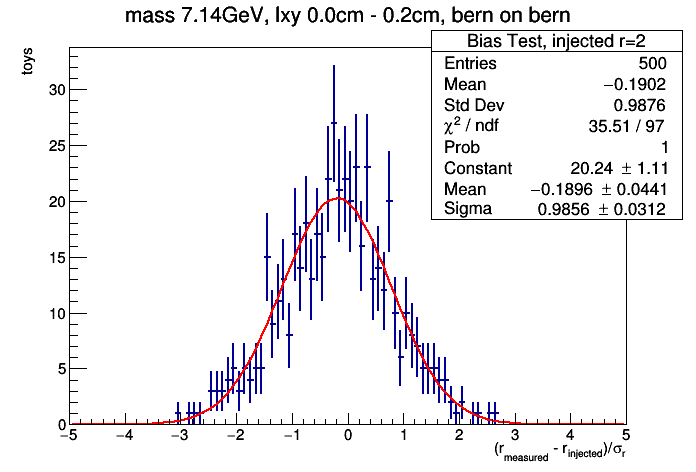 mass 7.14GeV, lxy 0.0cm - 0.2cm, bern on bern
Bias Test, injected r=2
Entries 500
Mean −0.1902
Std Dev 0.9876
χ² / ndf 35.51 / 97
Prob 1
Constant 20.24 ± 1.11
Mean −0.1896 ± 0.0441
Sigma 0.9856 ± 0.0312
toys
30
25
20
15
10
5
0
−5 −4 −3 −2 −1 0 1 2 3 4 5
(r_measured - r_injected)/σ_r